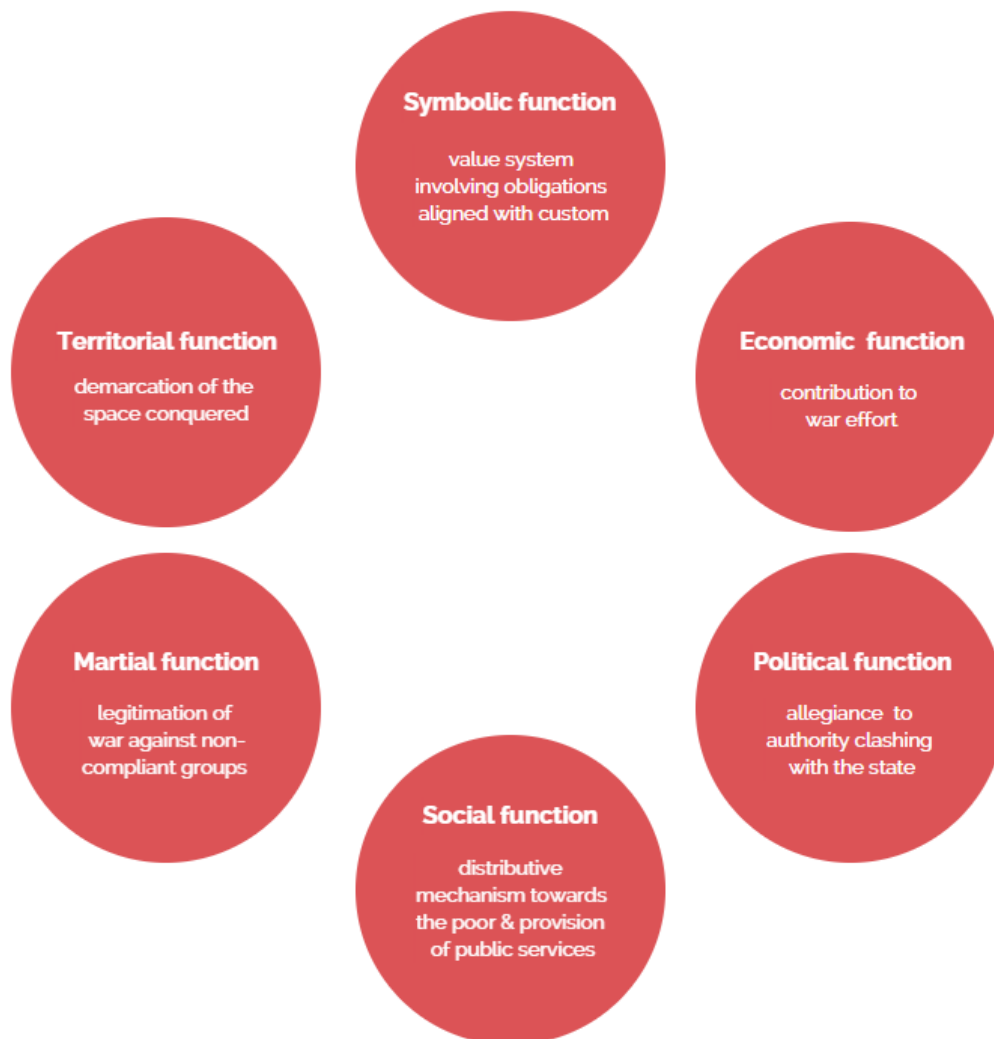 Symbolic function
value system
involving obligations
aligned with custom
Territorial function
demarcation of the
space conquered
Economic function
contribution to
war effort
Martial function
legitimation of
war against non-
compliant groups
Political function
allegiance to
authority clashing
with the state
Social function
distributive
mechanism towards
the poor & provision
of public services